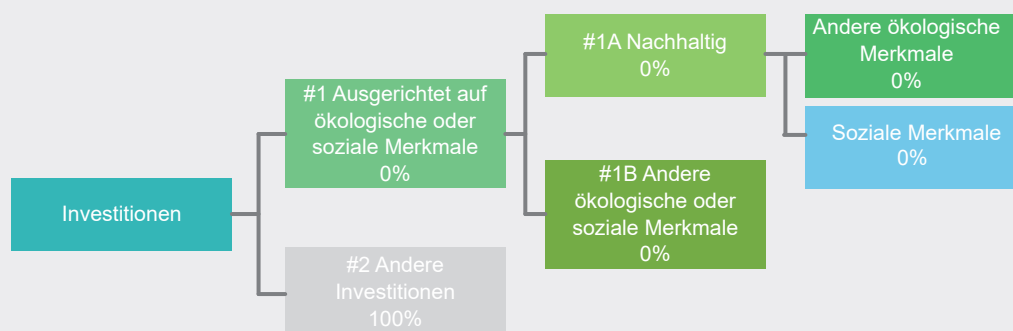 Investitionen
#1 Ausgerichtet auf
ökologische oder
soziale Merkmale
0%
#2 Andere
Investitionen
100%
#1A Nachhaltig
0%
#1B Andere
ökologische oder
soziale Merkmale
0%
Andere ökologische
Merkmale
0%
Soziale Merkmale
0%